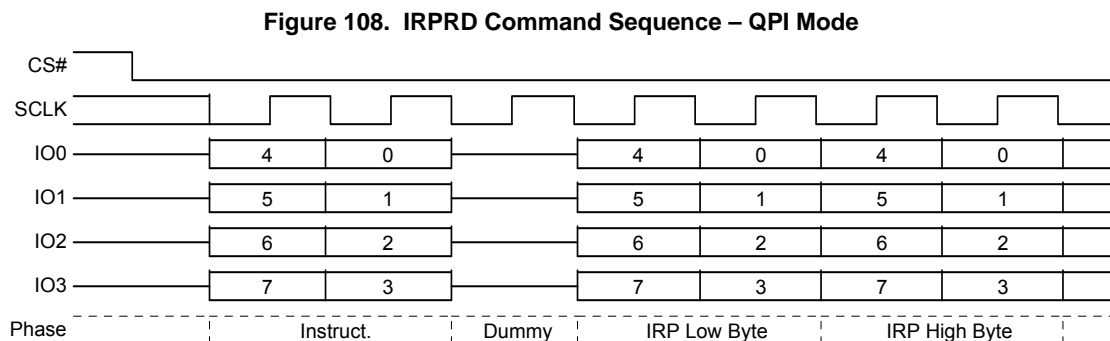 Figure 108. IRPRD Command Sequence – QPI Mode
CS#
SCLK
IO0 4 0 4 0 4 0
IO1 5 1 5 1 5 1
IO2 6 2 6 2 6 2
IO3 7 3 7 3 7 3
Phase Instruct. Dummy IRP Low Byte IRP High Byte